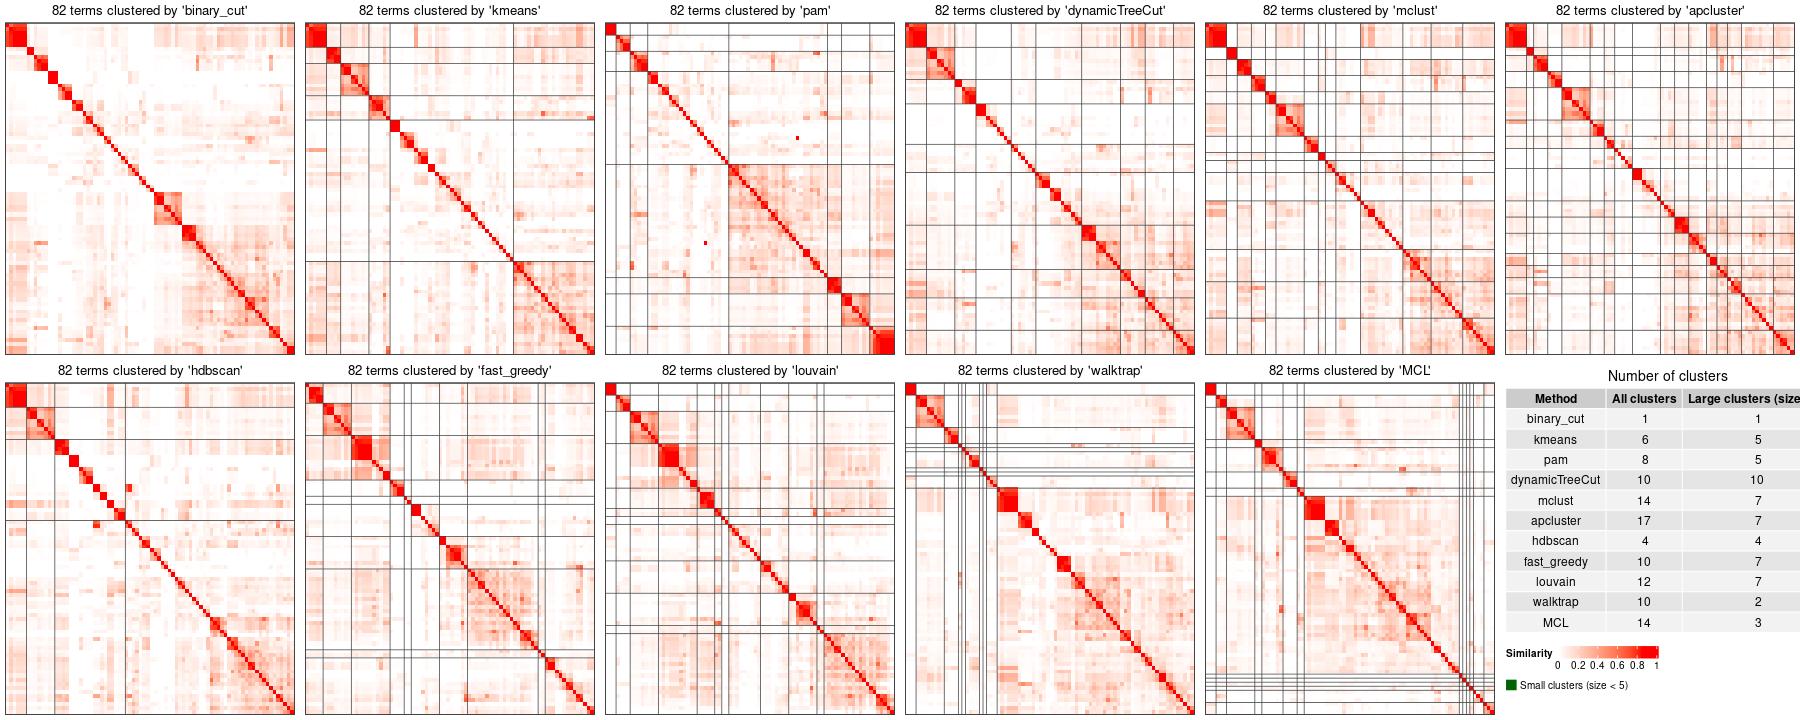 82 terms clustered by 'binary_cut'
82 terms clustered by 'kmeans'
82 terms clustered by 'pam'
82 terms clustered by 'dynamicTreeCut'
82 terms clustered by 'mclust'
82 terms clustered by 'apcluster'
82 terms clustered by 'hdbscan'
82 terms clustered by 'fast_greedy'
82 terms clustered by 'louvain'
82 terms clustered by 'walktrap'
82 terms clustered by 'MCL'
Number of clusters
Method All clusters Large clusters (size
binary_cut 1 1
kmeans 6 5
pam 8 5
dynamicTreeCut 10 10
mclust 14 7
apcluster 17 7
hdbscan 4 4
fast_greedy 10 7
louvain 12 7
walktrap 10 2
MCL 14 3
Similarity
0 0.2 0.4 0.6 0.8 1
Small clusters (size < 5)